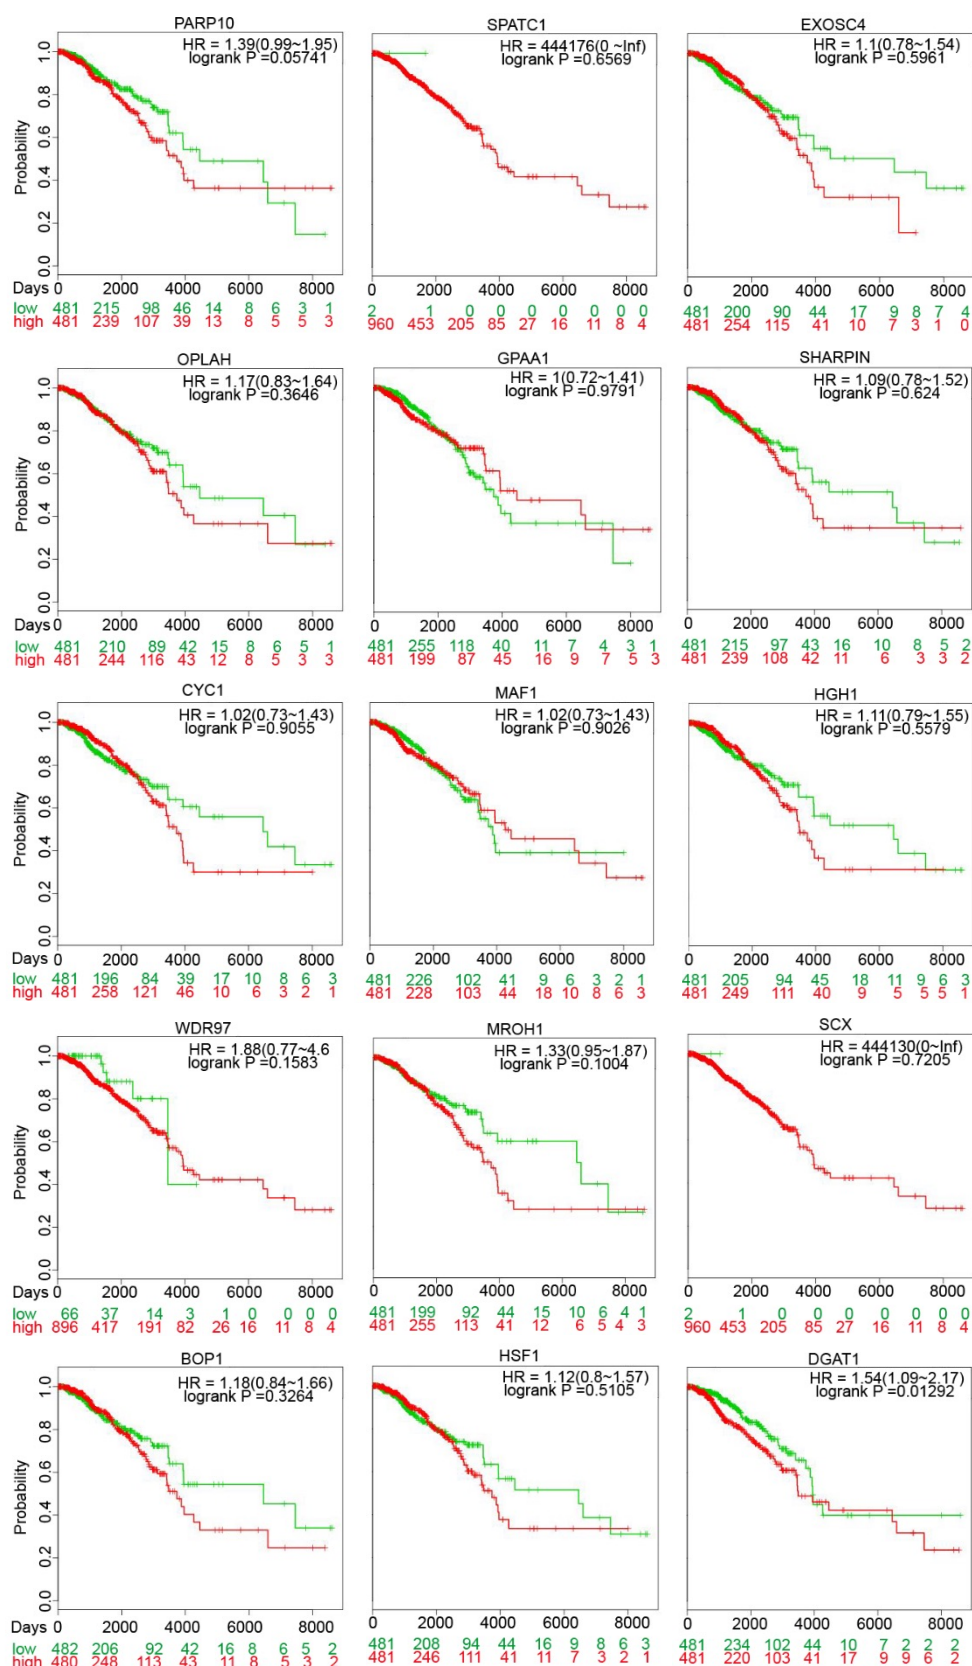 PARP10
HR = 1.39(0.99~1.95)
logrank P =0.05741
Probability
0.0 0.2 0.4 0.6 0.8 1.0
0 2000 4000 6000 8000
Days
low 481 215 98 46 14 8 6 3 1
high 481 239 107 39 13 8 5 5 3
SPATC1
HR = 444176(0 ~Inf)
logrank P =0.6569
0 2000 4000 6000 8000
2 1 0 0 0 0 0 0 0
960 453 205 85 27 16 11 8 4
EXOSC4
HR = 1.1(0.78~1.54)
logrank P =0.5961
0 2000 4000 6000 8000
481 200 90 44 17 9 8 7 4
481 254 115 41 10 7 3 1 0
OPLAH
HR = 1.17(0.83~1.64)
logrank P =0.3646
Probability
0.0 0.2 0.4 0.6 0.8 1.0
0 2000 4000 6000 8000
Days
low 481 210 89 42 15 8 6 5 1
high 481 244 116 43 12 8 5 3 3
GPAA1
HR = 1(0.72~1.41)
logrank P =0.9791
0 2000 4000 6000 8000
481 255 118 40 11 7 4 3 1
481 199 87 45 16 9 7 5 3
SHARPIN
HR = 1.09(0.78~1.52)
logrank P =0.624
0 2000 4000 6000 8000
481 215 97 43 16 10 8 5 2
481 239 108 42 11 6 3 3 2
CYC1
HR = 1.02(0.73~1.43)
logrank P =0.9055
Probability
0.0 0.2 0.4 0.6 0.8 1.0
0 2000 4000 6000 8000
Days
low 481 196 84 39 17 10 8 6 3
high 481 258 121 46 10 6 3 2 1
MAF1
HR = 1.02(0.73~1.43)
logrank P =0.9026
0 2000 4000 6000 8000
481 226 102 41 9 6 3 2 1
481 228 103 44 18 10 8 6 3
HGH1
HR = 1.11(0.79~1.55)
logrank P =0.5579
0 2000 4000 6000 8000
481 205 94 45 18 11 9 6 3
481 249 111 40 9 5 5 5 1
WDR97
HR = 1.88(0.77~4.6
logrank P =0.1583
Probability
0.0 0.2 0.4 0.6 0.8 1.0
0 2000 4000 6000 8000
Days
low 66 37 14 3 1 0 0 0 0
high 896 417 191 82 26 16 11 8 4
MROH1
HR = 1.33(0.95~1.87)
logrank P =0.1004
0 2000 4000 6000 8000
481 199 92 44 15 10 6 4 1
481 255 113 41 12 6 5 4 3
SCX
HR = 444130(0~Inf)
logrank P =0.7205
0 2000 4000 6000 8000
2 1 0 0 0 0 0 0 0
960 453 205 85 27 16 11 8 4
BOP1
HR = 1.18(0.84~1.66)
logrank P =0.3264
Probability
0.0 0.2 0.4 0.6 0.8 1.0
0 2000 4000 6000 8000
Days
low 482 206 92 42 16 8 6 5 2
high 480 248 113 43 11 8 5 3 2
HSF1
HR = 1.12(0.8~1.57)
logrank P =0.5105
0 2000 4000 6000 8000
481 208 94 44 16 9 8 6 3
481 246 111 41 11 7 3 2 1
DGAT1
HR = 1.54(1.09~2.17)
logrank P =0.01292
0 2000 4000 6000 8000
481 234 102 44 10 7 2 2 2
481 220 103 41 17 9 9 6 2